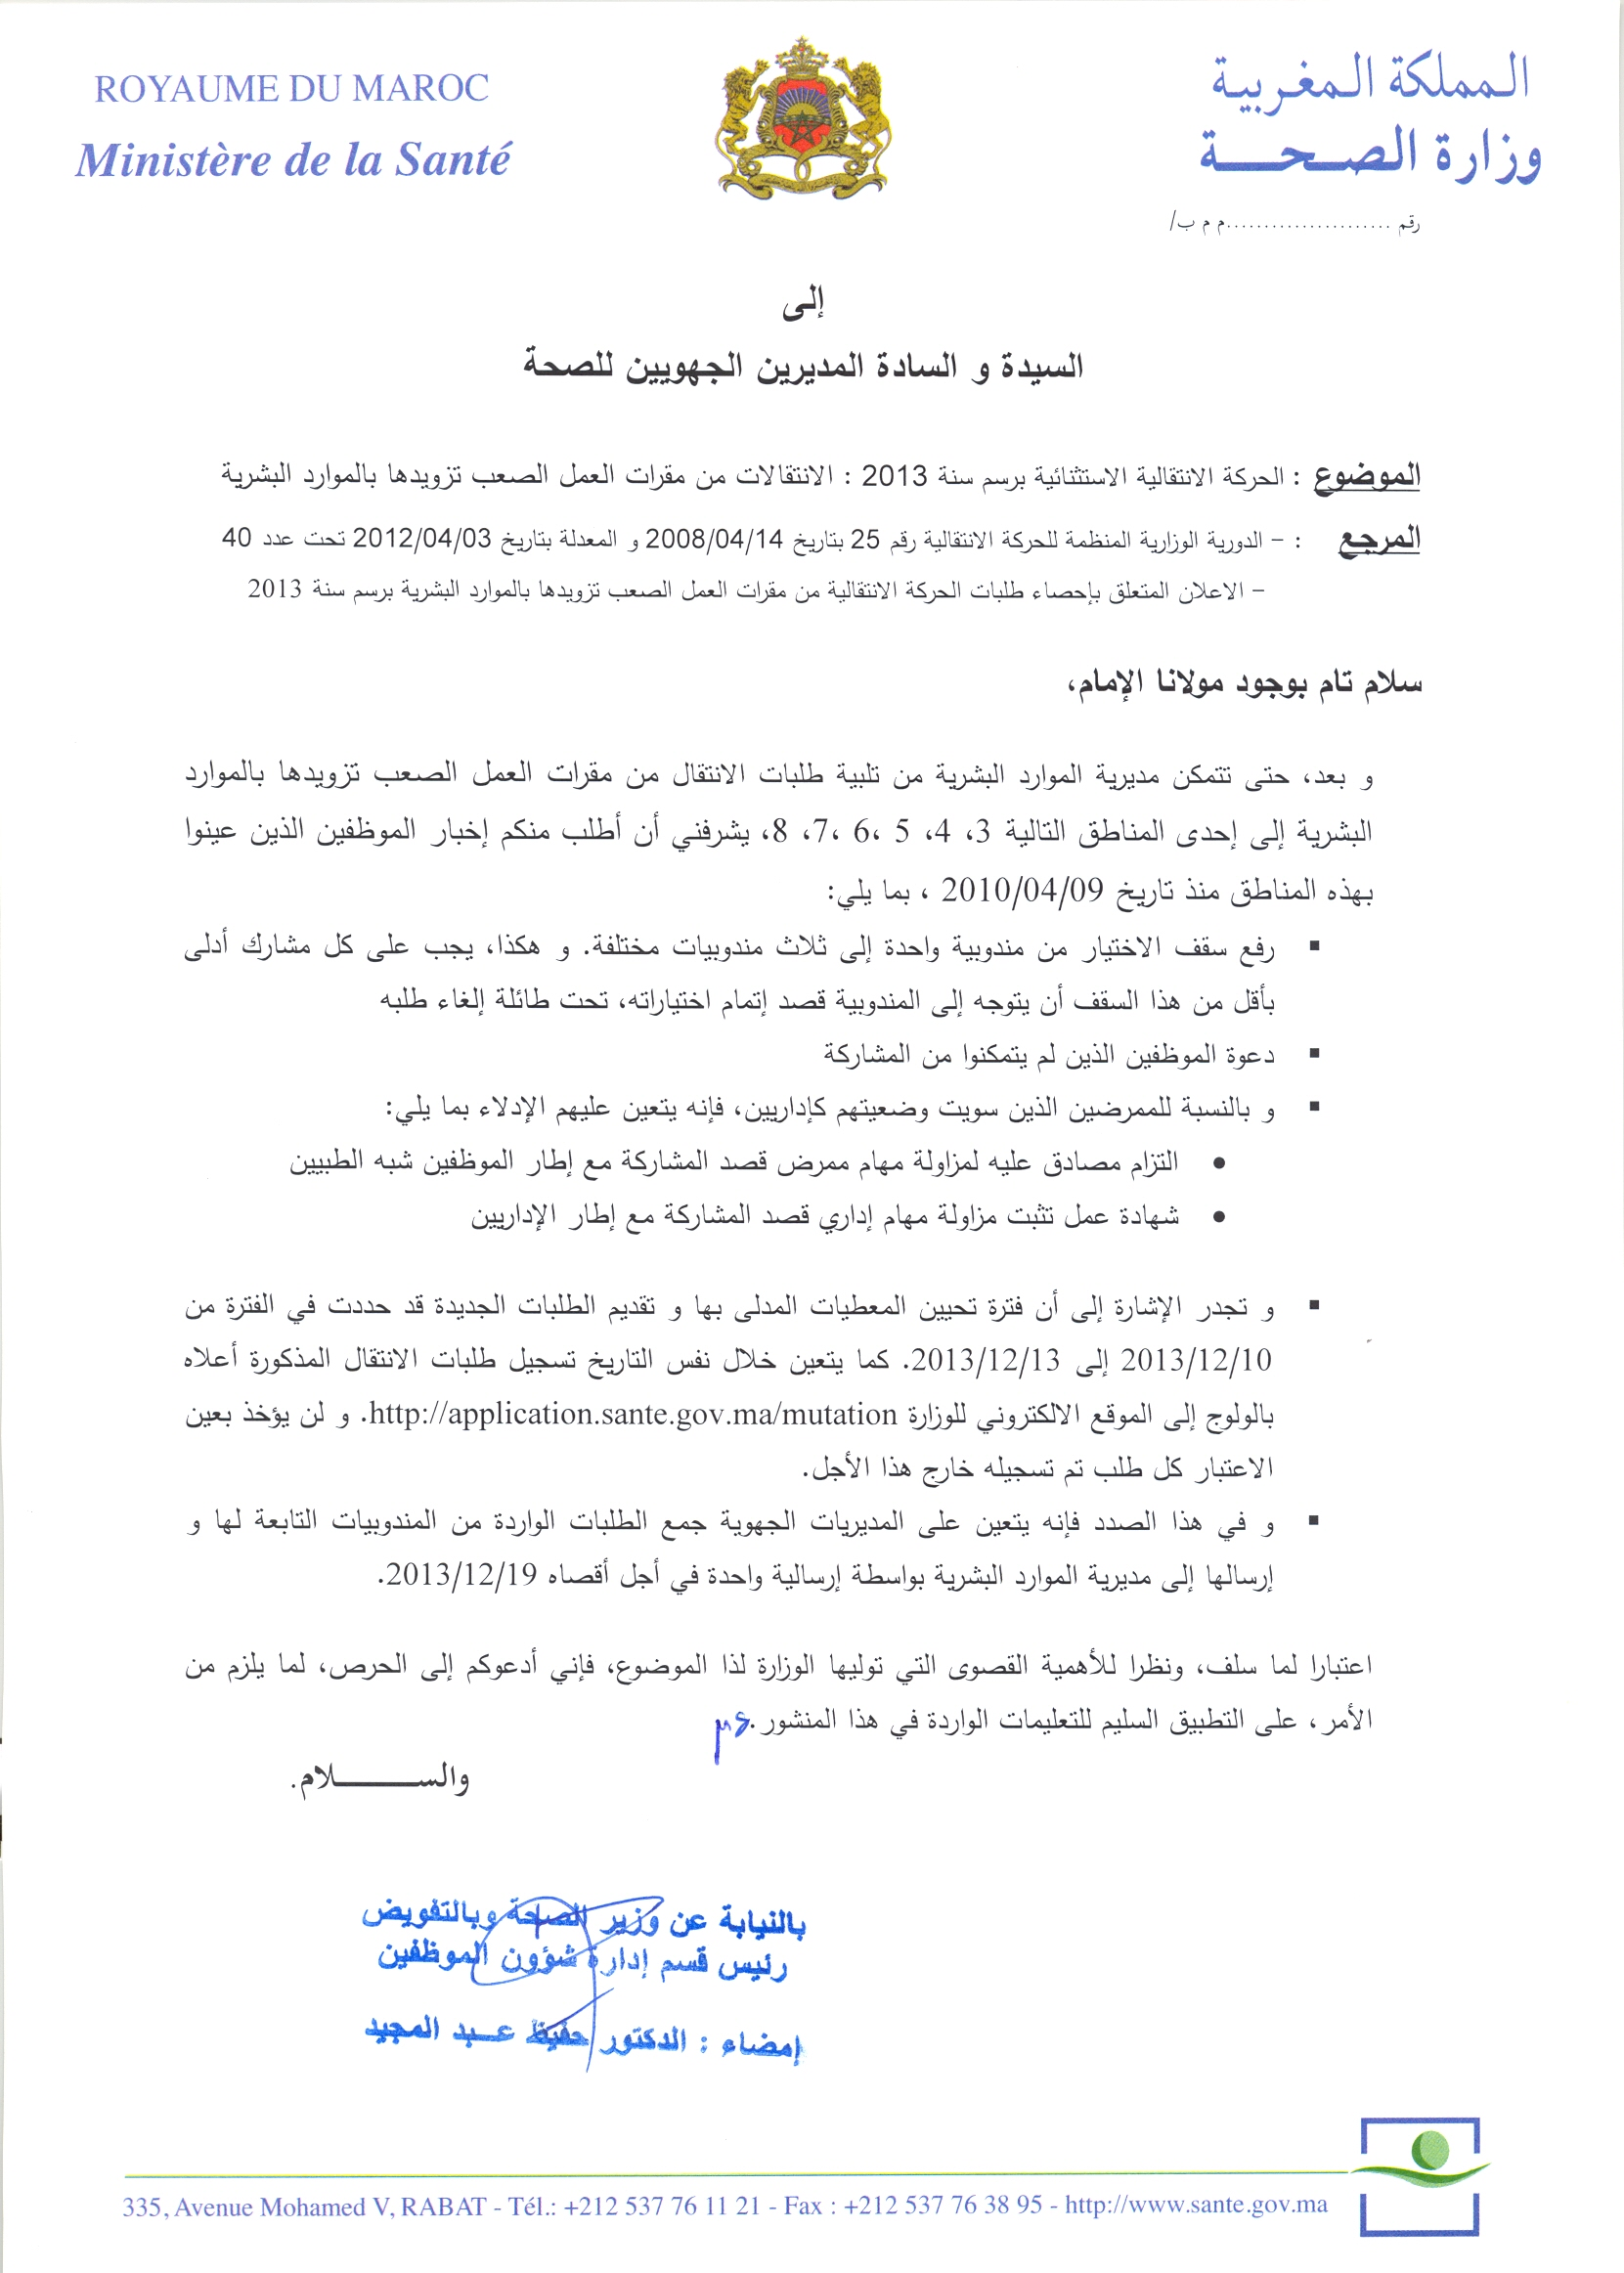 ROYAUME DU MAROC
Ministère de la Santé
المملكة المغربية
وزارة الصحة
رقم ......................م م ب/
إلى
السيدة و السادة المديرين الجهويين للصحة
الموضوع : الحركة الانتقالية الاستثنائية برسم سنة 2013 : الانتقالات من مقرات العمل الصعب تزويدها بالموارد البشرية
المرجع : - الدورية الوزارية المنظمة للحركة الانتقالية رقم 25 بتاريخ 2008/04/14 و المعدلة بتاريخ 2012/04/03 تحت عدد 40
- الاعلان المتعلق بإحصاء طلبات الحركة الانتقالية من مقرات العمل الصعب تزويدها بالموارد البشرية برسم سنة 2013
سلام تام بوجود مولانا الإمام،
و بعد، حتى تتمكن مديرية الموارد البشرية من تلبية طلبات الانتقال من مقرات العمل الصعب تزويدها بالموارد
البشرية إلى إحدى المناطق التالية 3، 4، 5 ،6 ،7، 8، يشرفني أن أطلب منكم إخبار الموظفين الذين عينوا
بهذه المناطق منذ تاريخ 2010/04/09 ، بما يلي:
▪ رفع سقف الاختيار من مندوبية واحدة إلى ثلاث مندوبيات مختلفة. و هكذا، يجب على كل مشارك أدلى
بأقل من هذا السقف أن يتوجه إلى المندوبية قصد إتمام اختياراته، تحت طائلة إلغاء طلبه
▪ دعوة الموظفين الذين لم يتمكنوا من المشاركة
▪ و بالنسبة للممرضين الذين سويت وضعيتهم كإداريين، فإنه يتعين عليهم الإدلاء بما يلي:
• التزام مصادق عليه لمزاولة مهام ممرض قصد المشاركة مع إطار الموظفين شبه الطبيين
• شهادة عمل تثبت مزاولة مهام إداري قصد المشاركة مع إطار الإداريين
▪ و تجدر الإشارة إلى أن فترة تحيين المعطيات المدلى بها و تقديم الطلبات الجديدة قد حددت في الفترة من
2013/12/10 إلى 2013/12/13. كما يتعين خلال نفس التاريخ تسجيل طلبات الانتقال المذكورة أعلاه
بالولوج إلى الموقع الالكتروني للوزارة http://application.sante.gov.ma/mutation. و لن يؤخذ بعين
الاعتبار كل طلب تم تسجيله خارج هذا الأجل.
▪ و في هذا الصدد فإنه يتعين على المديريات الجهوية جمع الطلبات الواردة من المندوبيات التابعة لها و
إرسالها إلى مديرية الموارد البشرية بواسطة إرسالية واحدة في أجل أقصاه 2013/12/19.
اعتبارا لما سلف، ونظرا للأهمية القصوى التي توليها الوزارة لذا الموضوع، فإني أدعوكم إلى الحرص، لما يلزم من
الأمر، على التطبيق السليم للتعليمات الواردة في هذا المنشور.
والســـــــلام.
بالنيابة عن وزير الصحة وبالتفويض
رئيس قسم إدارة شؤون الموظفين
إمضاء : الدكتور حفيظ عبد المجيد
335, Avenue Mohamed V, RABAT - Tél.: +212 537 76 11 21 - Fax : +212 537 76 38 95 - http://www.sante.gov.ma